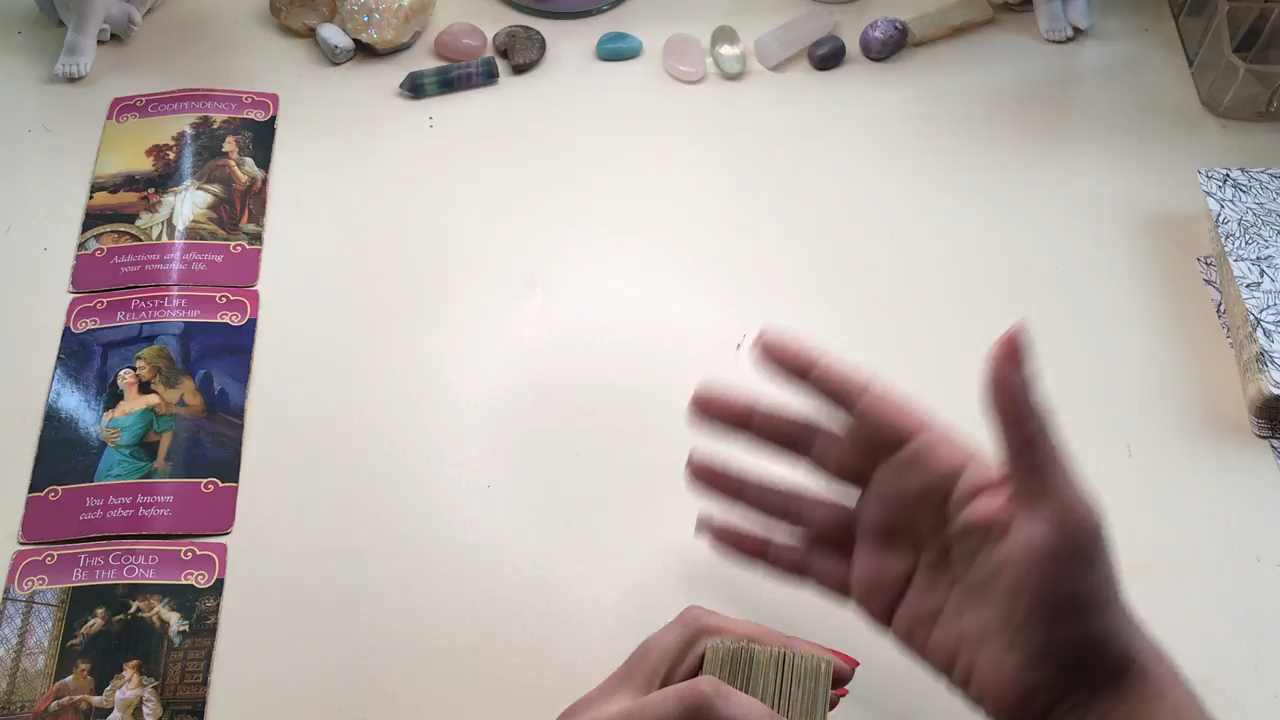 CODEPENDENCY
Addictions are affecting
your romantic life.
PAST-LIFE
RELATIONSHIP
You have known
each other before.
THIS COULD
BE THE ONE